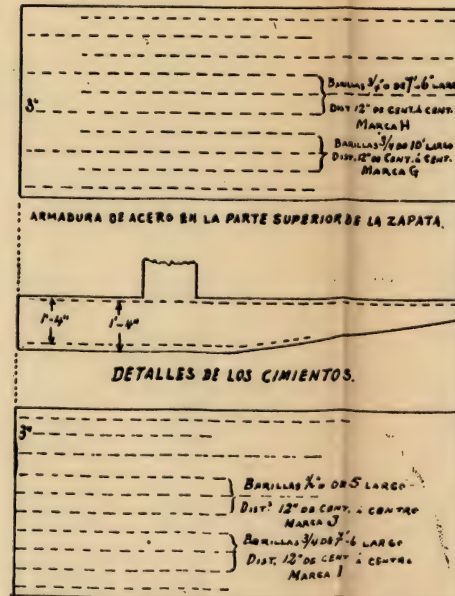 BARILLAS 3/4"Ø DE 7'-6" LARGO
DIST 12" DE CENT. Á CENT.
MARCA H
3"
BARILLAS 3/4 DE 10' LARGO
DIST. 12" DE CENT. Á CENT.
MARCA G
ARMADURA DE ACERO EN LA PARTE SUPERIOR DE LA ZAPATA.
1'-4" 1'-4"
DETALLES DE LOS CIMIENTOS.
3"
BARILLAS DE 5 LARGO
DIST. 12" DE CENT. Á CENTRO
MARCA J
BARILLAS 3/4 DE 7'-6 LARGO
DIST. 12" DE CENT Á CENTRO
MARCA I